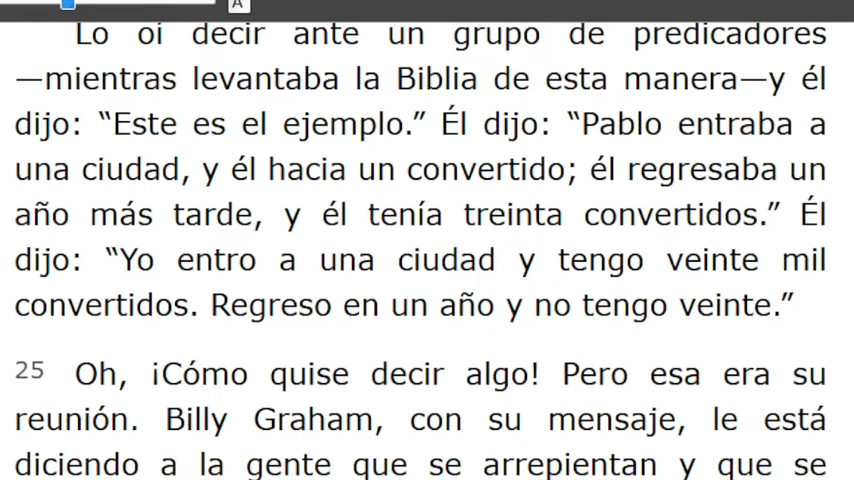 A
Lo oí decir ante un grupo de predicadores
—mientras levantaba la Biblia de esta manera—y él
dijo: “Este es el ejemplo.” Él dijo: “Pablo entraba a
una ciudad, y él hacia un convertido; él regresaba un
año más tarde, y él tenía treinta convertidos.” Él
dijo: “Yo entro a una ciudad y tengo veinte mil
convertidos. Regreso en un año y no tengo veinte.”
25 Oh, ¡Cómo quise decir algo! Pero esa era su
reunión. Billy Graham, con su mensaje, le está
diciendo a la gente que se arrepientan y que se